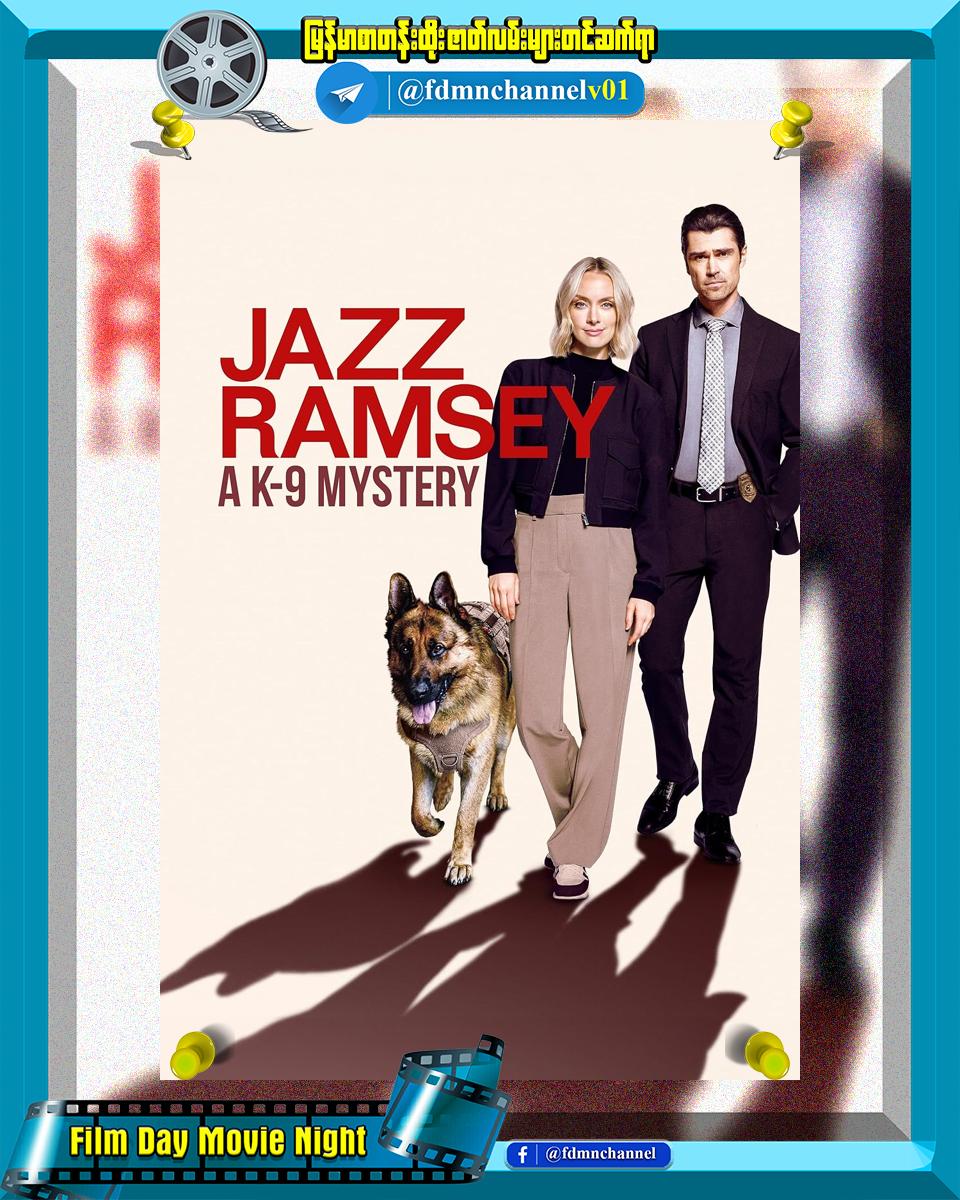 မြန်မာစာတန်းထိုးဇာတ်လမ်းများတင်ဆက်ရာ
@fdmnchannelv01
JAZZ
RAMSEY
A K-9 MYSTERY
Film Day Movie Night
f @fdmnchannel